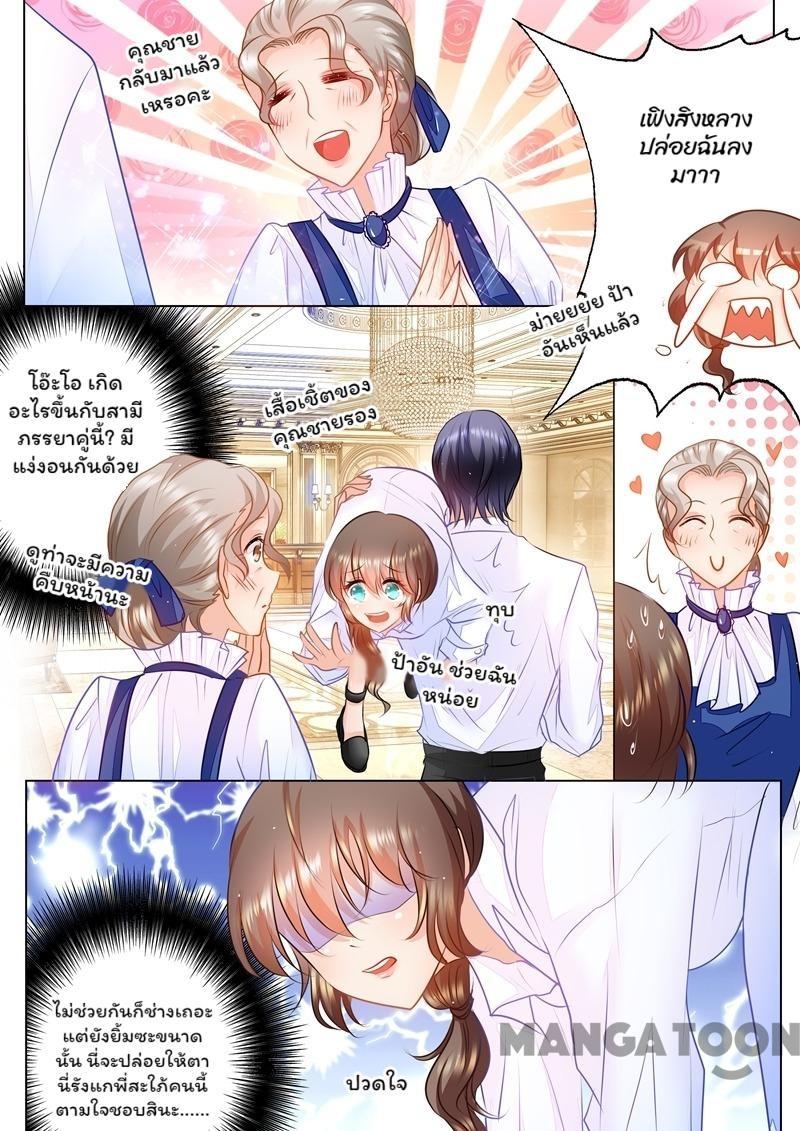 คุณชาย
กลับมาแล้ว
เหรอคะ
เฟิงสิงหลาง
ปล่อยฉันลง
มาาา
ม่ายยยย ป้า
อันเห็นแล้ว
โอ๊ะโอ เกิด
อะไรขึ้นกับสามี
ภรรยาคู่นี้? มี
แง่งอนกันด้วย
เสื้อเชิ้ตของ
คุณชายรอง
ดูท่าจะมีความ
คืบหน้านะ
ทุบ
ป้าอัน ช่วยฉัน
หน่อย
ไม่ช่วยกันก็ช่างเถอะ
แต่ยังยิ้มซะขนาด
นั้น นี่จะปล่อยให้ตา
นี่รังแกพี่สะใภ้คนนี้
ตามใจชอบสินะ......
ปวดใจ
MANGATOON